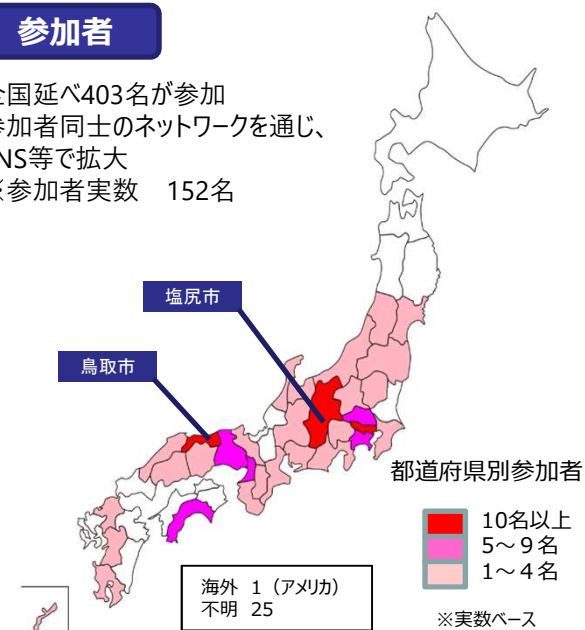 参加者
全国延べ403名が参加
参加者同士のネットワークを通じ、
NS等で拡大
※参加者実数　152名
塩尻市
鳥取市
都道府県別参加者
10名以上
5～９名
1～４名
海外 1（アメリカ）
不明 25
※実数ベース